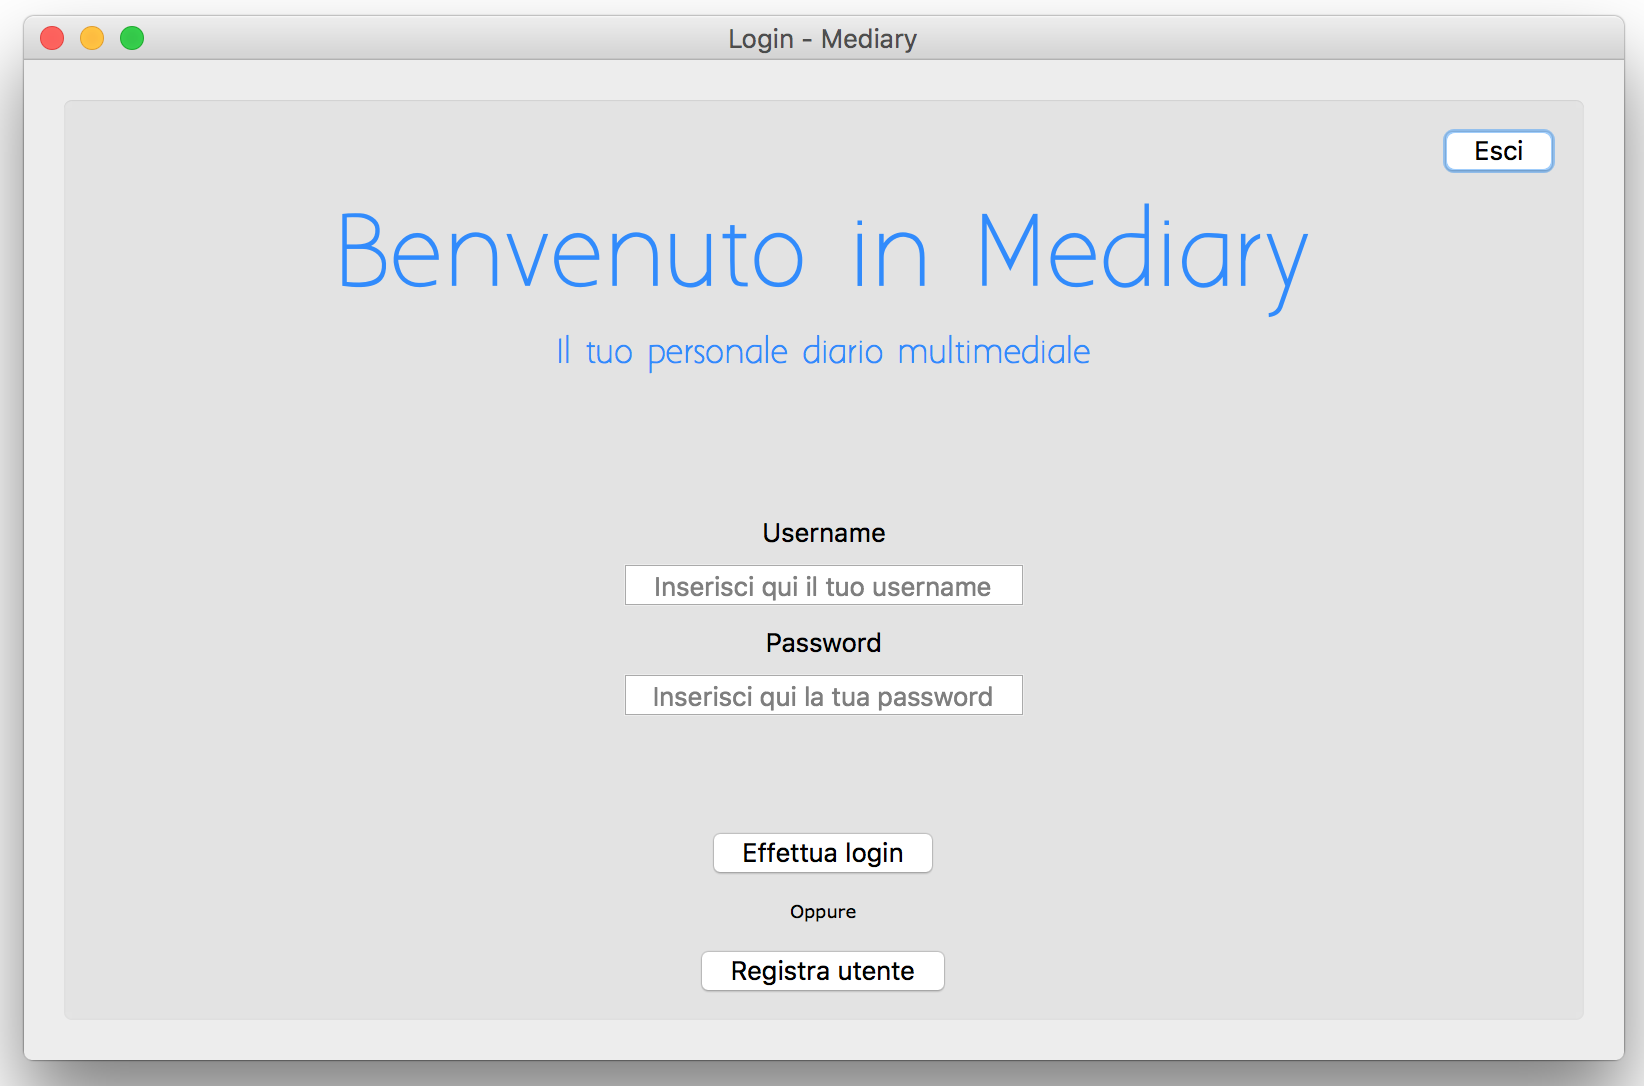 Login - Mediary
Esci
Benvenuto in Mediary
Il tuo personale diario multimediale
Username
Inserisci qui il tuo username
Password
Inserisci qui la tua password
Effettua login
Oppure
Registra utente